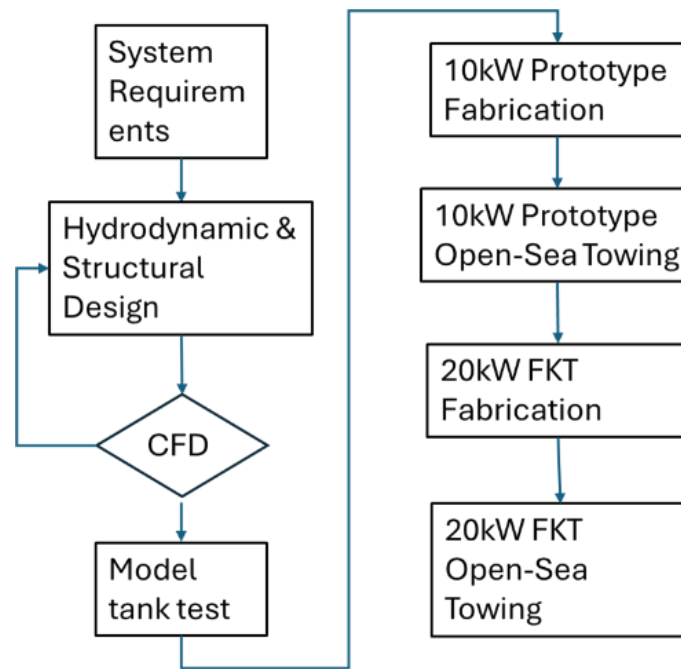 System
Requirem
ents
Hydrodynamic &
Structural
Design
CFD
Model
tank test
10kW Prototype
Fabrication
10kW Prototype
Open-Sea Towing
20kW FKT
Fabrication
20kW FKT
Open-Sea
Towing